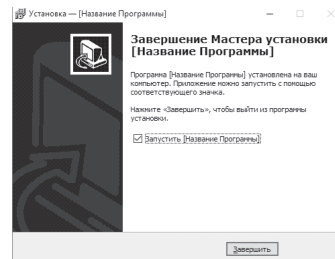 Установка — [Название Программы]
Завершение Мастера установки
[Название Программы]
Программа [Название Программы] установлена на ваш
компьютер. Приложение можно запустить с помощью
соответствующего значка.
Нажмите «Завершить», чтобы выйти из программы
установки.
Запустить [Название Программы]
Завершить